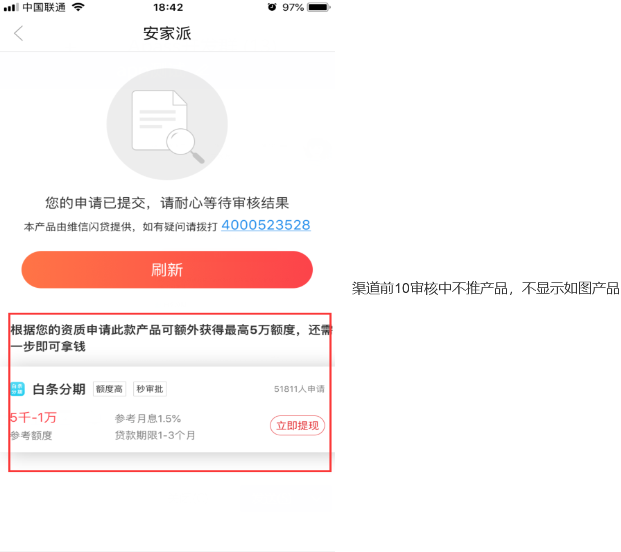 中国联通 18:42 97%
安家派
您的申请已提交，请耐心等待审核结果
本产品由维信闪贷提供，如有疑问请拨打 4000523528
刷新
渠道前10审核中不推产品，不显示如图产品
根据您的资质申请此款产品可额外获得最高5万额度，还需
一步即可拿钱
白条分期 白条分期 额度高 秒审批 51811人申请
5千-1万 参考月息1.5%
参考额度 贷款期限1-3个月 立即提现